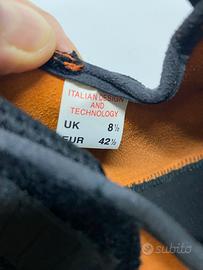 ITALIAN DESIGN
AND
TECHNOLOGY
UK 8½
EUR 42½
subito